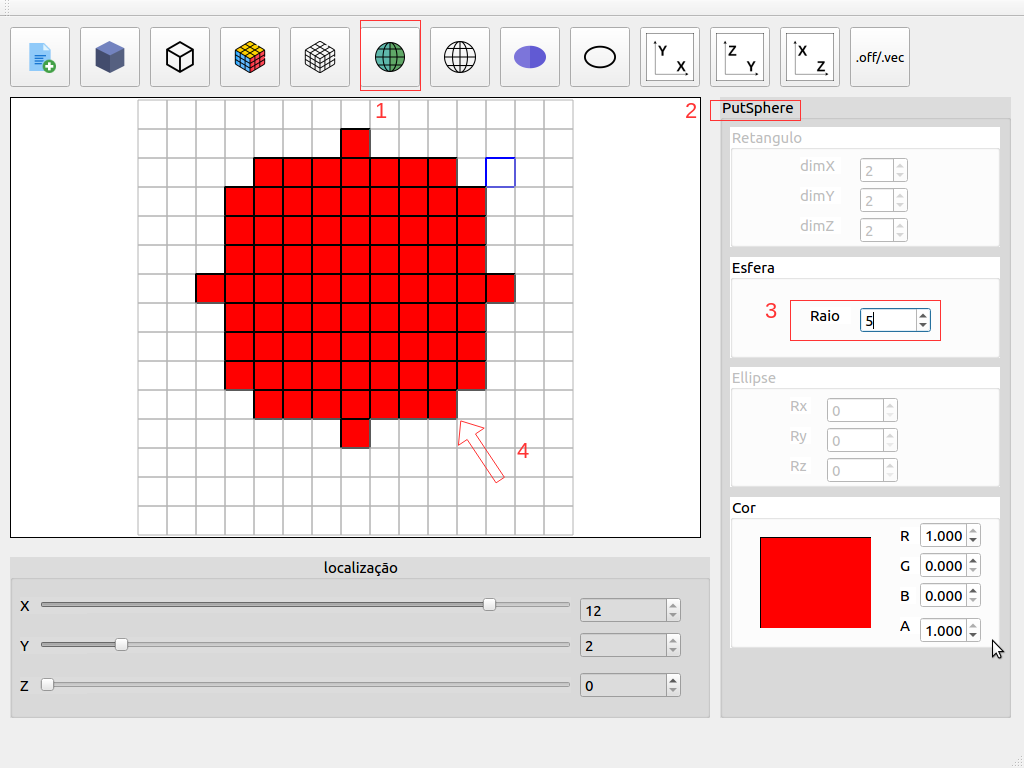 Y
X
Z
Y
X
Z
.off/.vec
1
2
PutSphere
Retangulo
dimX 2
dimY 2
dimZ 2
Esfera
3
Raio 5
Ellipse
Rx 0
Ry 0
Rz 0
4
Cor
R 1.000
G 0.000
B 0.000
A 1.000
localização
X 12
Y 2
Z 0